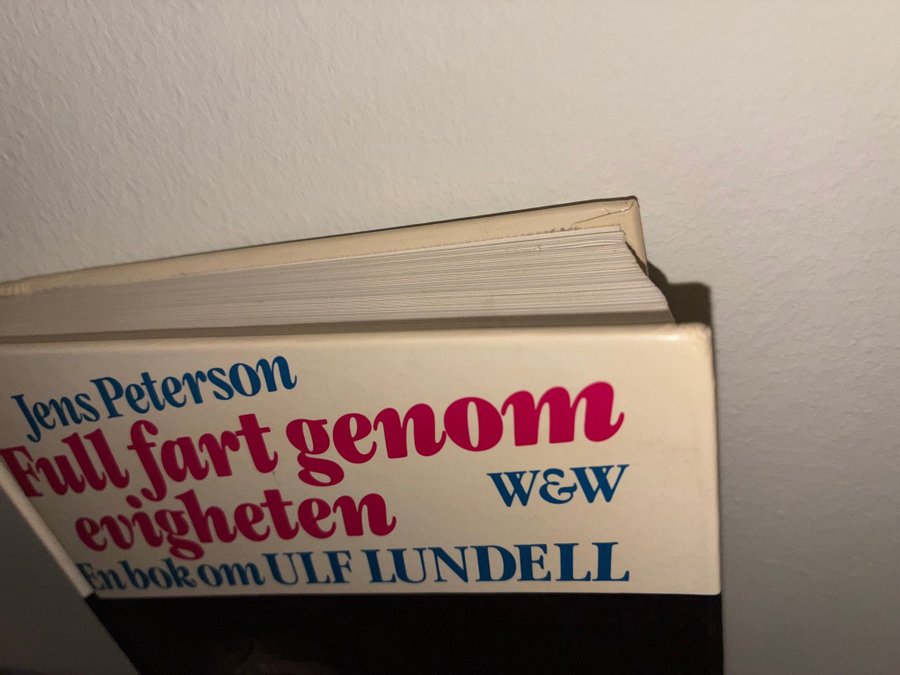 Jens Peterson
Full fart genom
evigheten
W&W
En bok om ULF LUNDELL